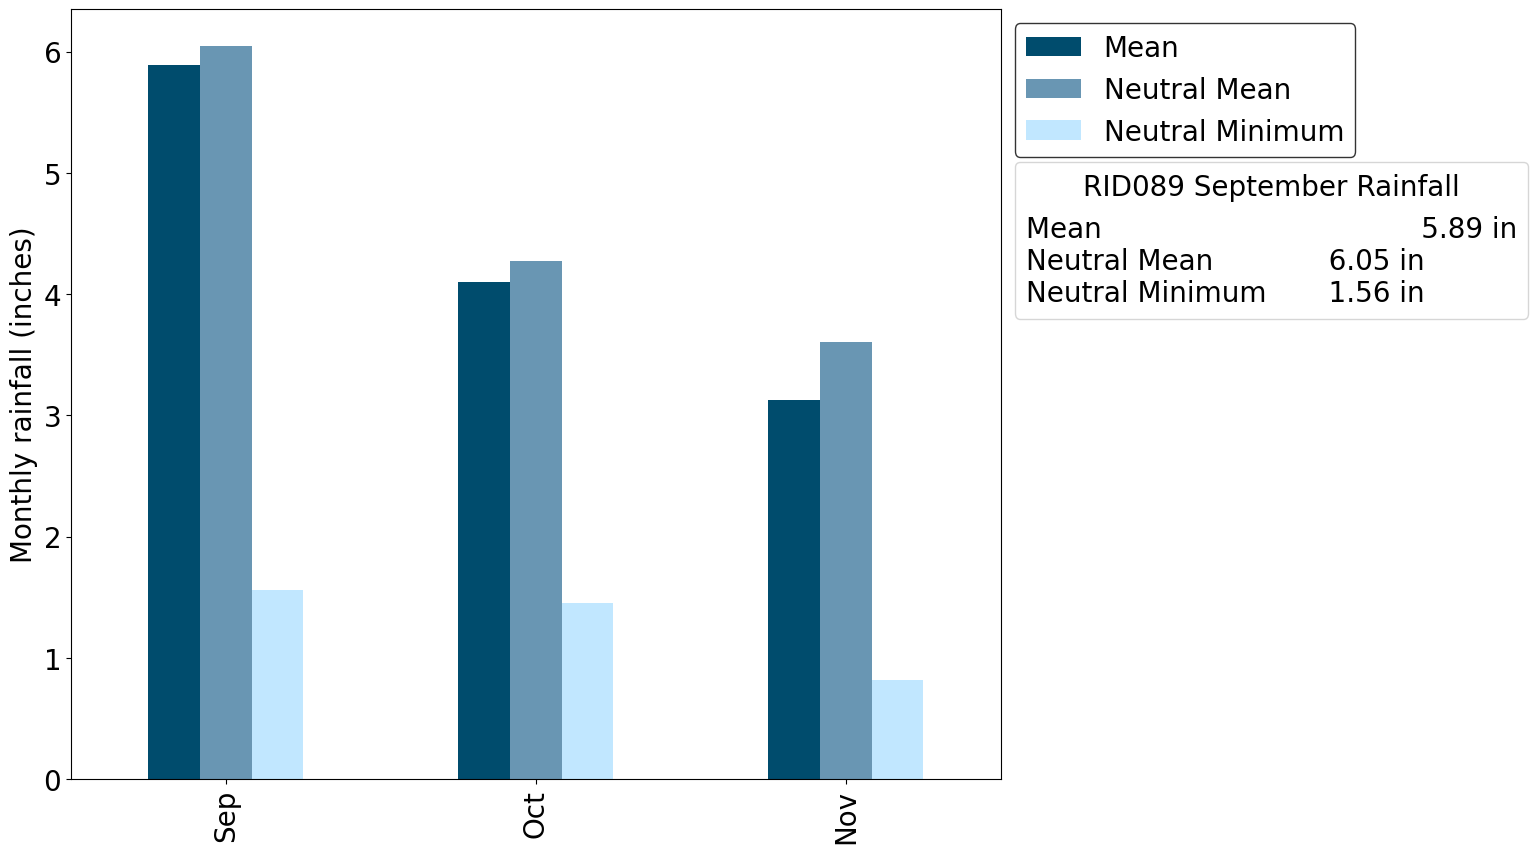 Monthly rainfall (inches)
6
5
4
3
2
1
0
Sep
Oct
Nov
Mean
Neutral Mean
Neutral Minimum
RID089 September Rainfall
Mean 5.89 in
Neutral Mean 6.05 in
Neutral Minimum 1.56 in